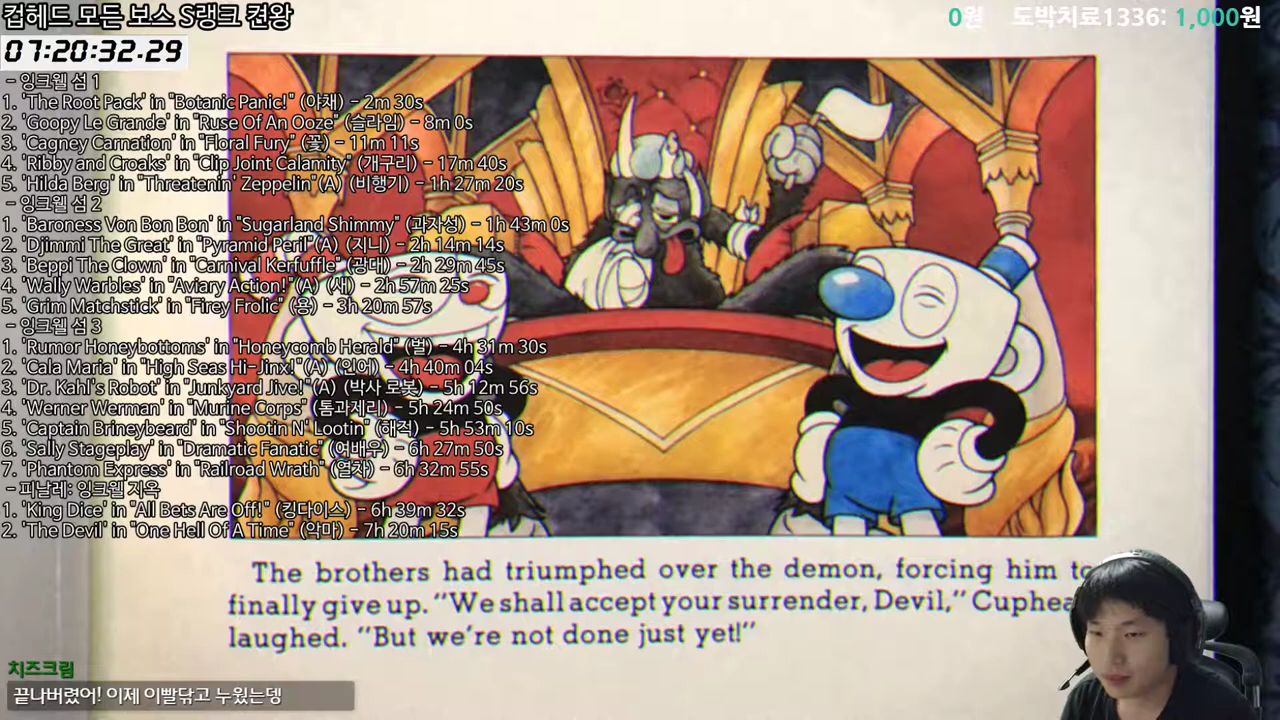 컵헤드 모든 보스 S랭크 켠왕
0원 도박치료1336: 1,000원
07:20:32.29
- 잉크웰 섬 1
1. 'The Root Pack' in "Botanic Panic!" (야채) - 2m 30s
2. 'Goopy Le Grande' in "Ruse Of An Ooze" (슬라임) - 8m 0s
3. 'Cagney Carnation' in "Floral Fury" (꽃) - 11m 11s
4. 'Ribby and Croaks' in "Clip Joint Calamity" (개구리) - 17m 40s
5. 'Hilda Berg' in "Threatenin' Zeppelin"(A) (비행기) - 1h 27m 20s
- 잉크웰 섬 2
1. 'Baroness Von Bon Bon' in "Sugarland Shimmy" (과자성) - 1h 43m 0s
2. 'Djimmi The Great' in "Pyramid Peril"(A) (지니) - 2h 14m 14s
3. 'Beppi The Clown' in "Carnival Kerfuffle" (광대) - 2h 29m 45s
4. 'Wally Warbles' in "Aviary Action!"(A) (새) - 2h 57m 25s
5. 'Grim Matchstick' in "Firey Frolic" (용) - 3h 20m 57s
- 잉크웰 섬 3
1. 'Rumor Honeybottoms' in "Honeycomb Herald" (벌) - 4h 31m 30s
2. 'Cala Maria' in "High Seas Hi-Jinx!"(A) (인어) - 4h 40m 04s
3. 'Dr. Kahl's Robot' in "Junkyard Jive!"(A) (박사 로봇) - 5h 12m 56s
4. 'Werner Werman' in "Murine Corps" (톰과제리) - 5h 24m 50s
5. 'Captain Brineybeard' in "Shootin N' Lootin" (해적) - 5h 53m 10s
6. 'Sally Stageplay' in "Dramatic Fanatic" (여배우) - 6h 27m 50s
7. 'Phantom Express' in "Railroad Wrath" (열차) - 6h 32m 55s
- 피날레: 잉크웰 지옥
1. 'King Dice' in "All Bets Are Off!" (킹다이스) - 6h 39m 32s
2. 'The Devil' in "One Hell Of A Time" (악마) - 7h 20m 15s
The brothers had triumphed over the demon, forcing him to
finally give up. "We shall accept your surrender, Devil," Cuphea
laughed. "But we're not done just yet!"
치즈크림
끝나버렸어! 이제 이빨닦고 누웠는뎅